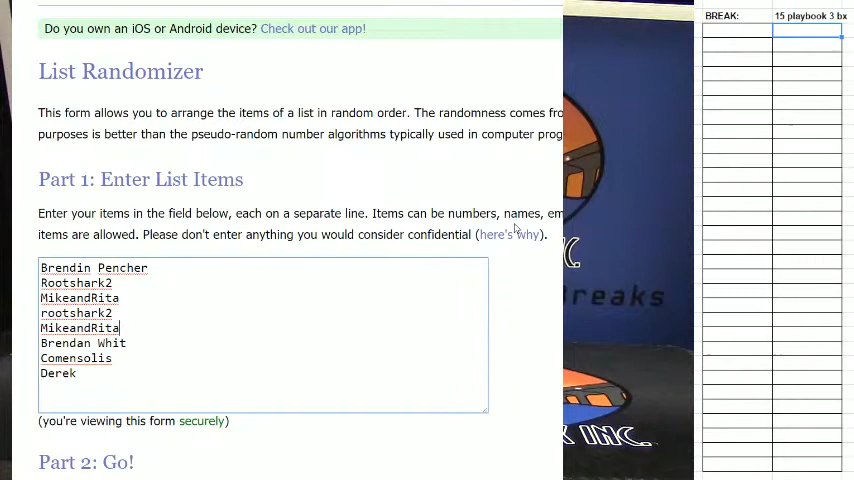 Do you own an iOS or Android device? Check out our app!
List Randomizer
This form allows you to arrange the items of a list in random order. The randomness comes fro
purposes is better than the pseudo-random number algorithms typically used in computer prog
Part 1: Enter List Items
Enter your items in the field below, each on a separate line. Items can be numbers, names, em
items are allowed. Please don't enter anything you would consider confidential (here's why).
Brendin Pencher
Rootshark2
MikeandRita
rootshark2
MikeandRita
Brendan Whit
Comensolis
Derek
(you're viewing this form securely)
Part 2: Go!
BREAK: 15 playbook 3 bx
Breaks
INC.